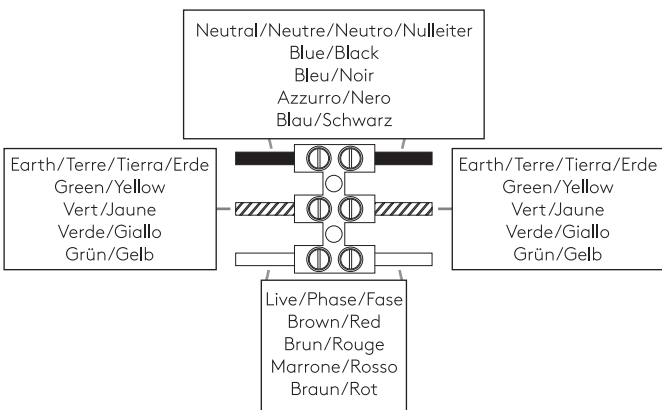 Neutral/Neutre/Neutro/Nulleiter
Blue/Black
Bleu/Noir
Azzurro/Nero
Blau/Schwarz
Earth/Terre/Tierra/Erde
Green/Yellow
Vert/Jaune
Verde/Giallo
Grün/Gelb
Earth/Terre/Tierra/Erde
Green/Yellow
Vert/Jaune
Verde/Giallo
Grün/Gelb
Live/Phase/Fase
Brown/Red
Brun/Rouge
Marrone/Rosso
Braun/Rot